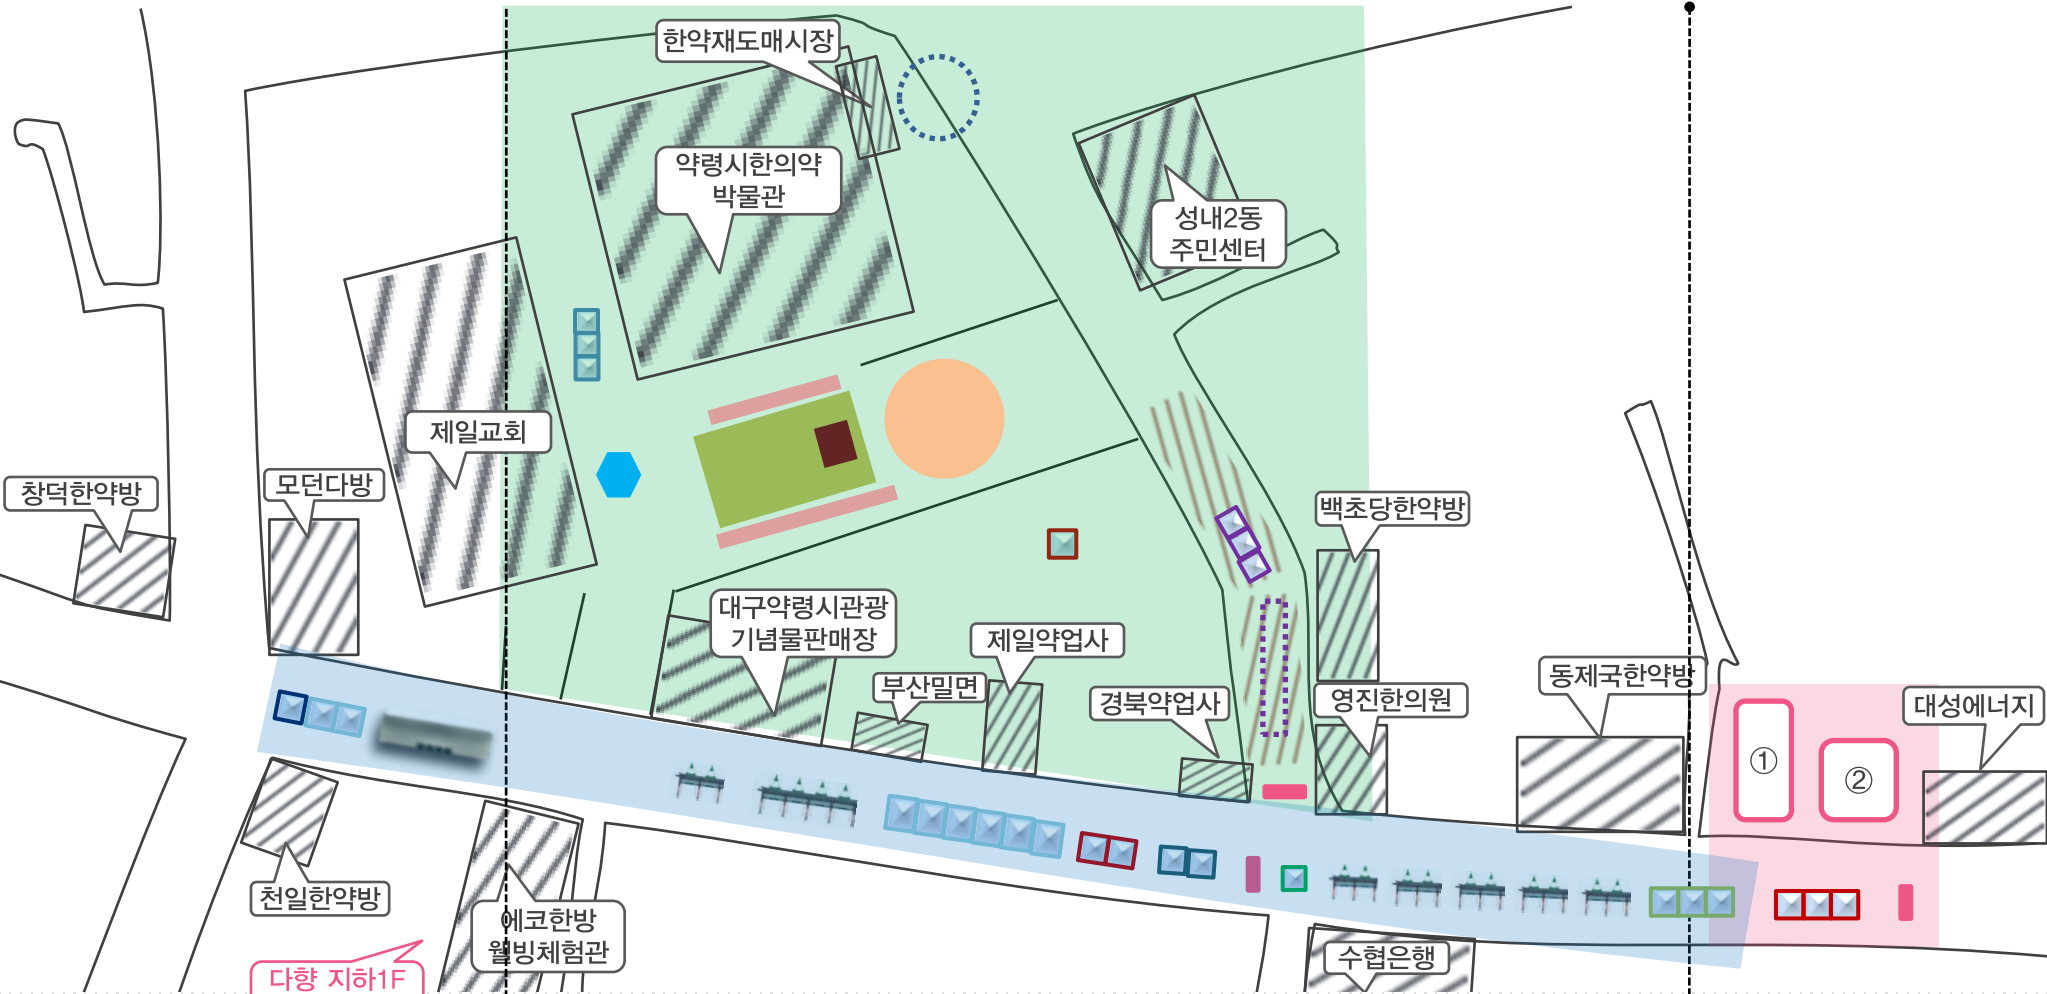 한약재도매시장
약령시한의약
박물관
성내2동
주민센터
제일교회
모던다방
창덕한약방
백초당한약방
대구약령시관광
기념물판매장
제일약업사
부산밀면
경북약업사
영진한의원
동제국한약방
대성에너지
①
②
천일한약방
에코한방
웰빙체험관
수협은행
다향 지하1F